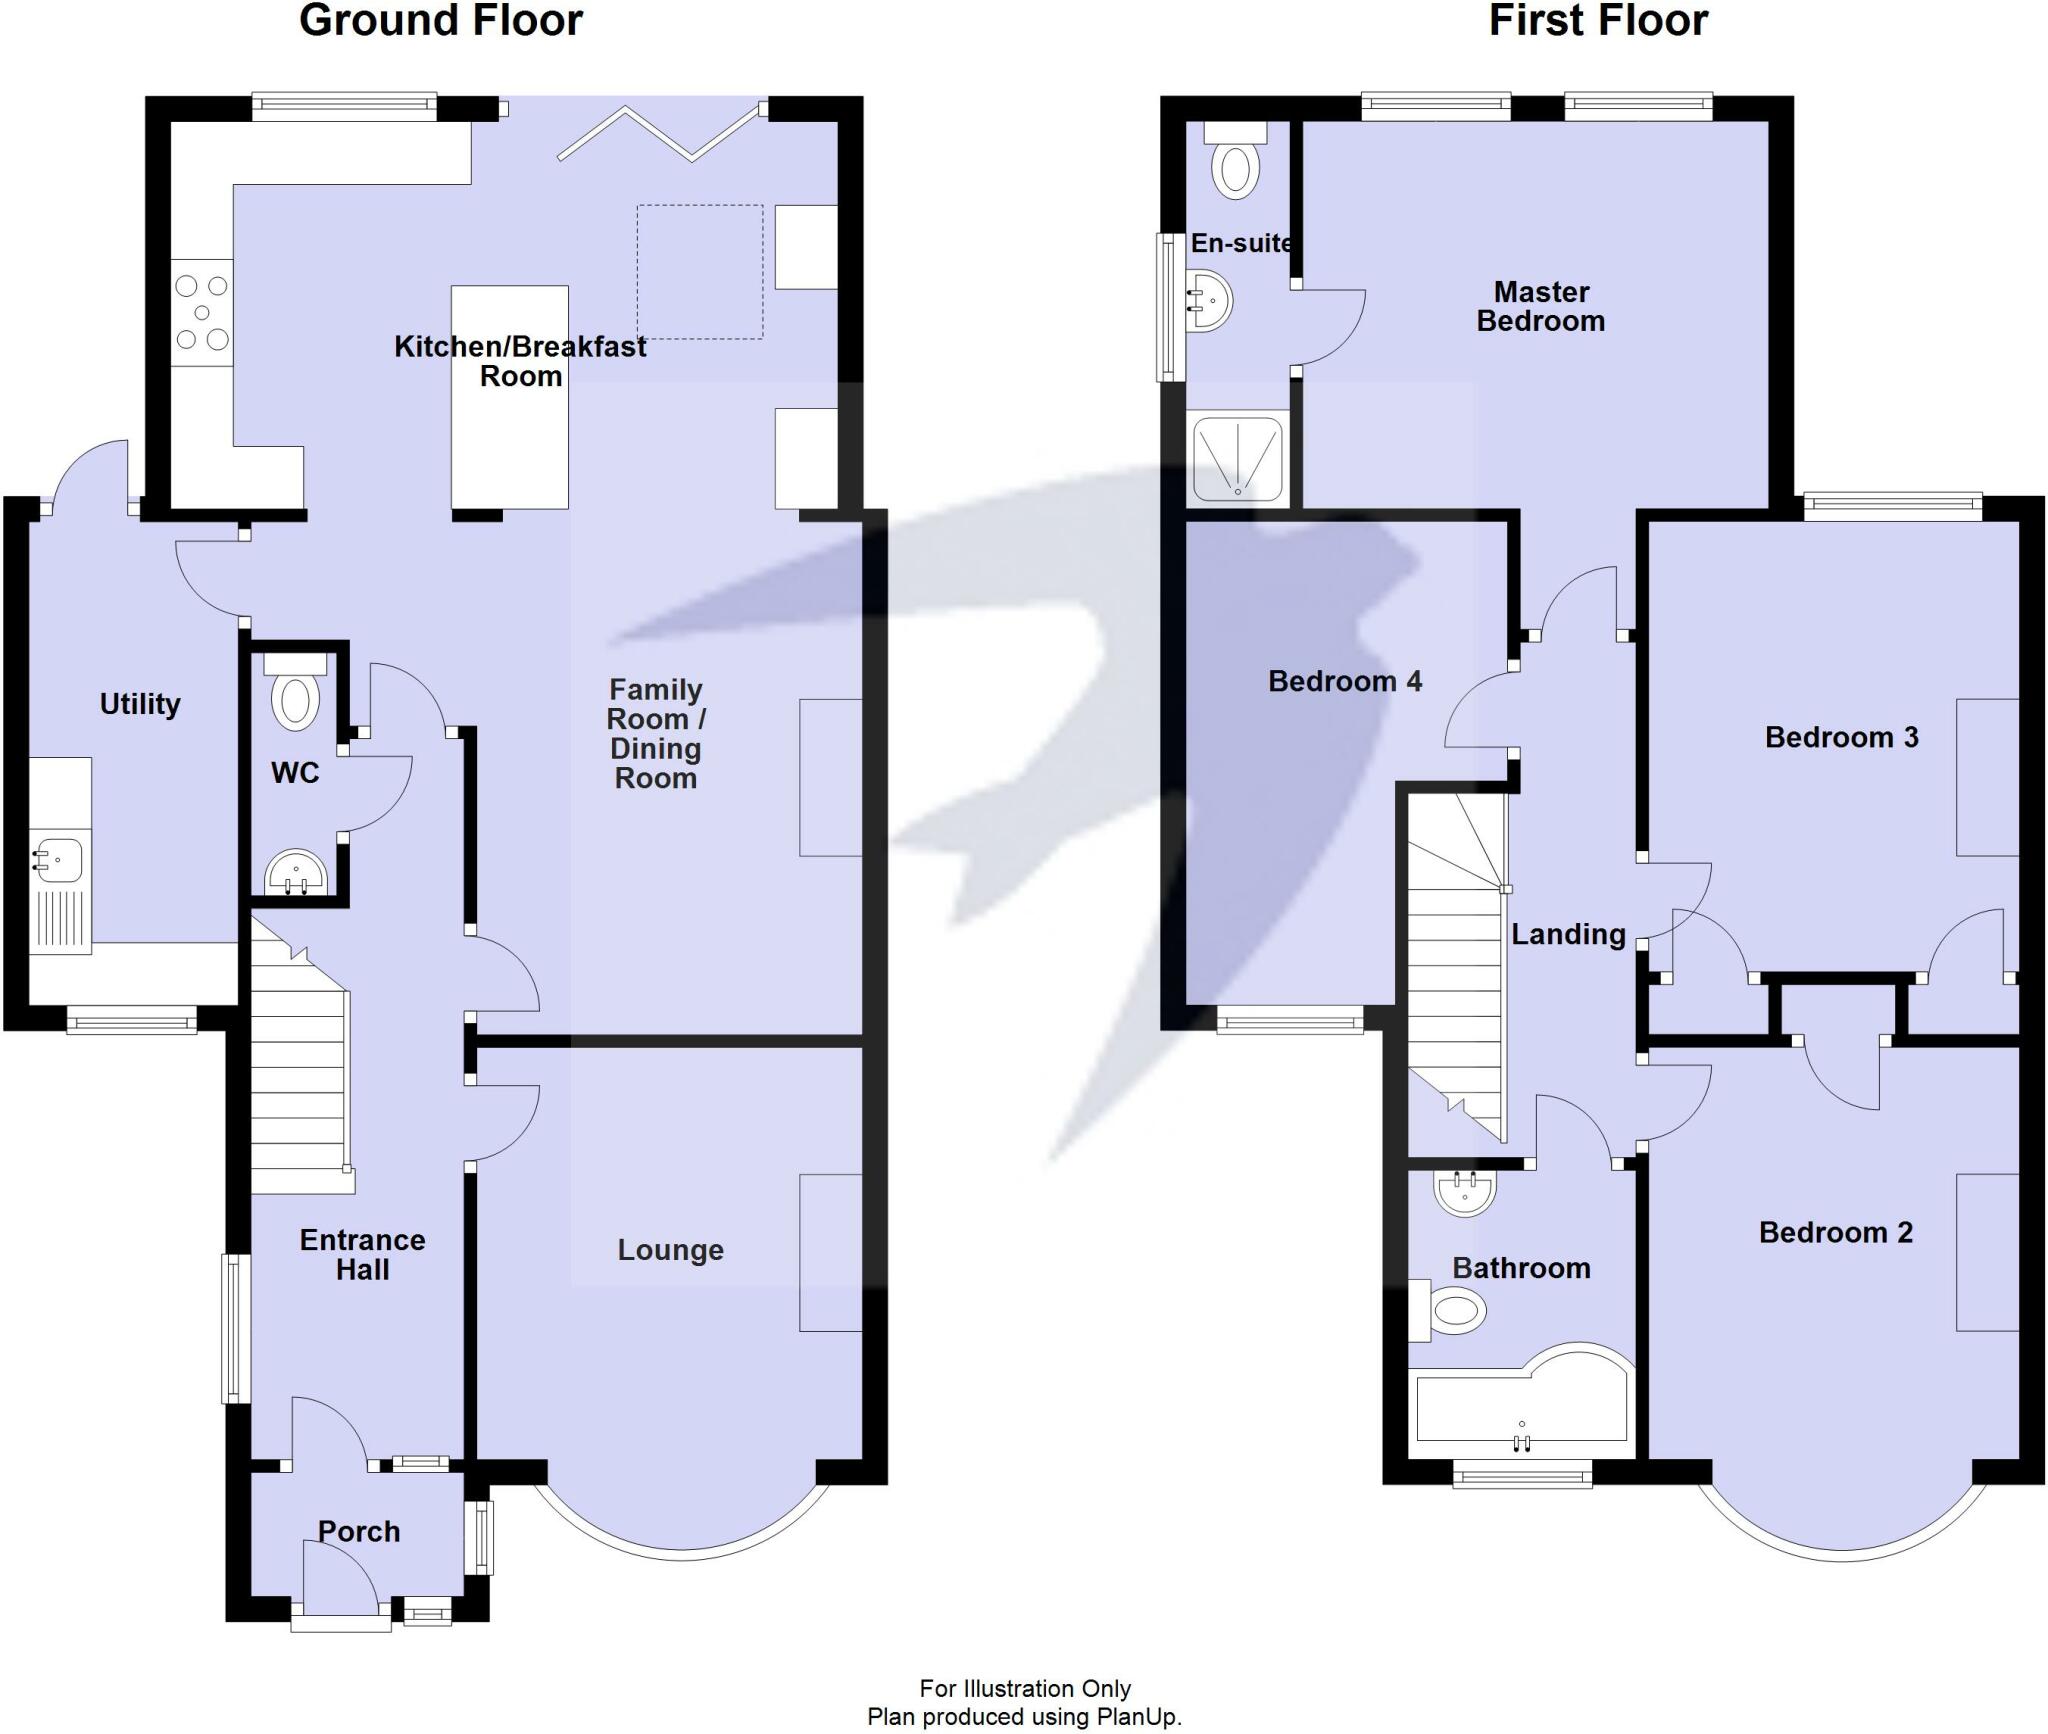 Ground Floor
Kitchen/Breakfast
Room
Utility
WC
Family
Room /
Dining
Room
Entrance
Hall
Lounge
Porch
First Floor
En-suite
Master
Bedroom
Bedroom 4
Bedroom 3
Landing
Bedroom 2
Bathroom
For Illustration Only
Plan produced using PlanUp.